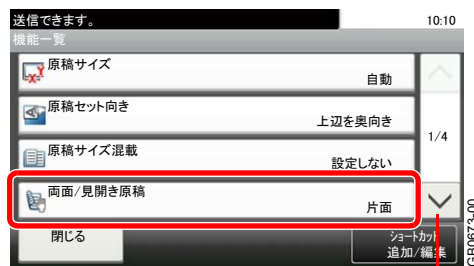 送信できます。
10:10
機能一覧
原稿サイズ
自動
原稿セット向き
上辺を奥向き
1/4
原稿サイズ混載
設定しない
両面/見開き原稿
片面
閉じる
ショートカット
追加/編集
GB0673-00